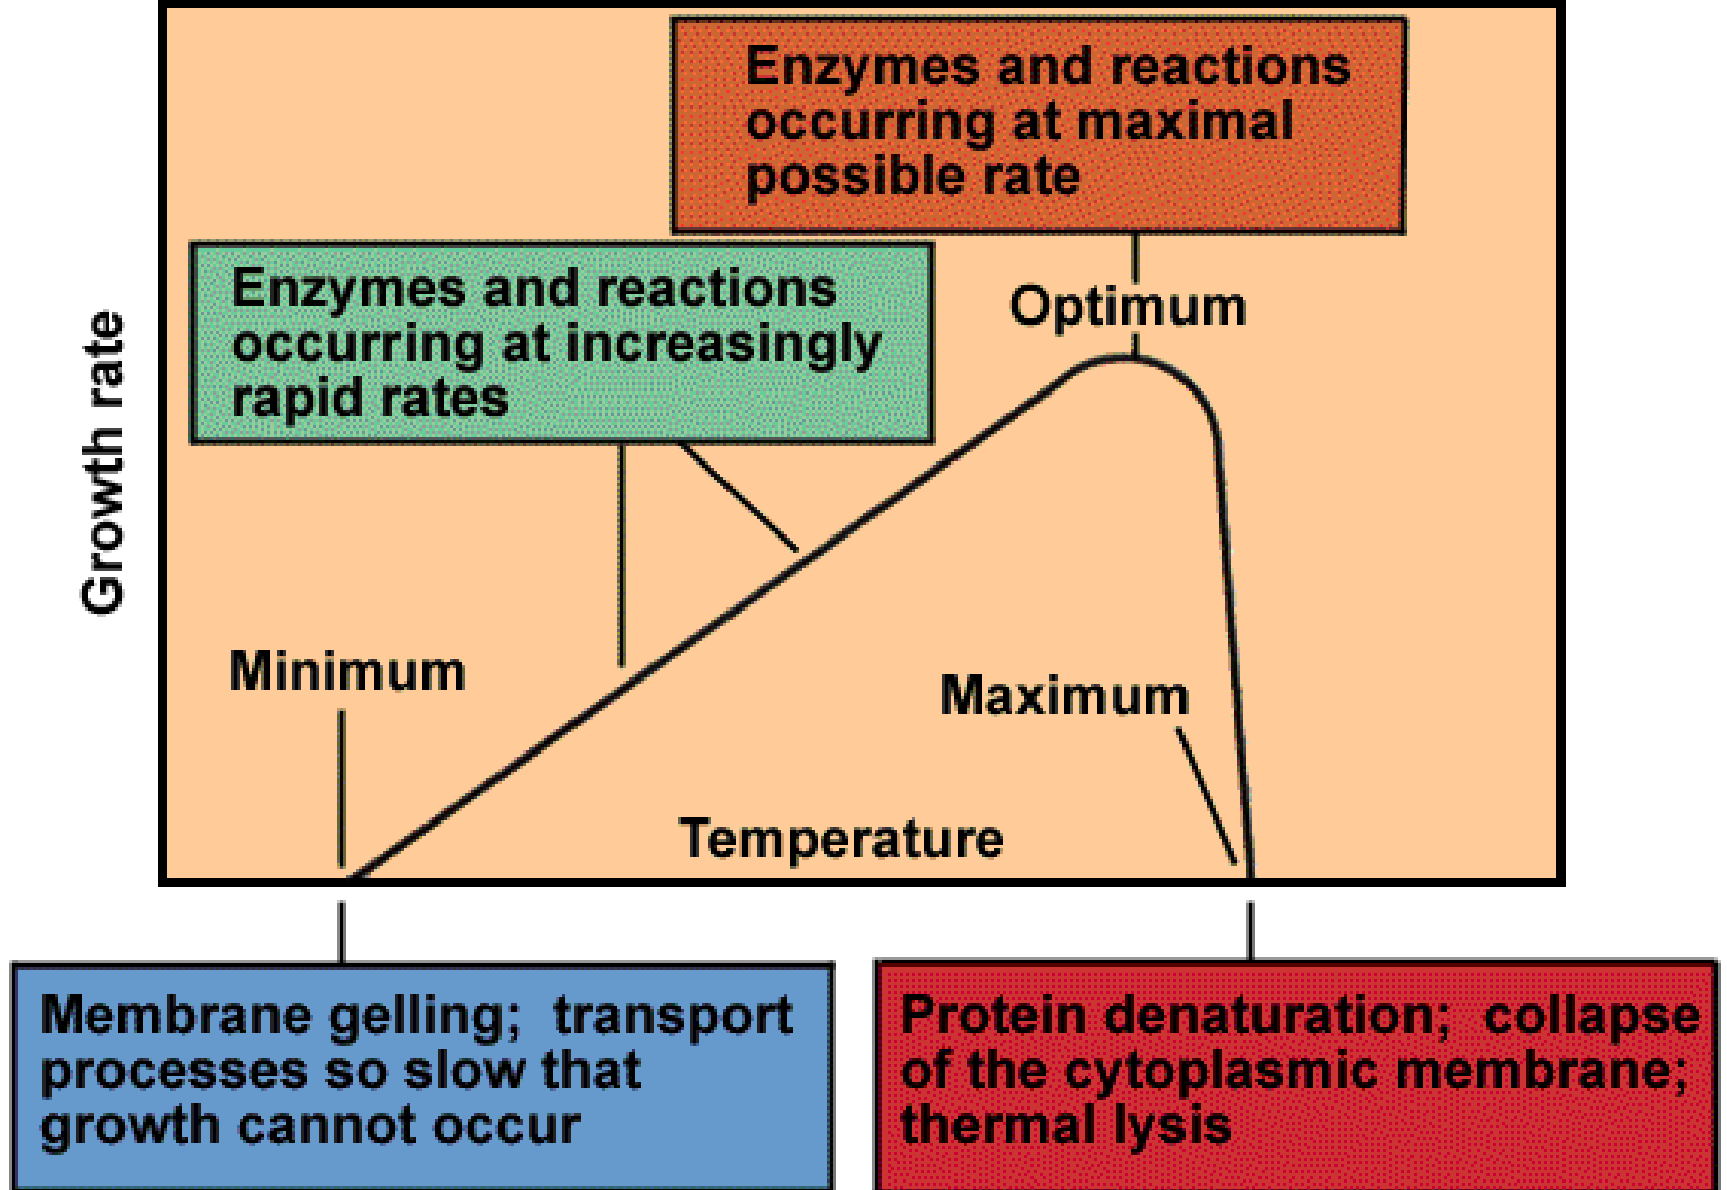 Enzymes and reactions
occurring at maximal
possible rate
Enzymes and reactions
occurring at increasingly
rapid rates
Optimum
Growth rate
Minimum
Maximum
Temperature
Membrane gelling; transport
processes so slow that
growth cannot occur
Protein denaturation; collapse
of the cytoplasmic membrane;
thermal lysis